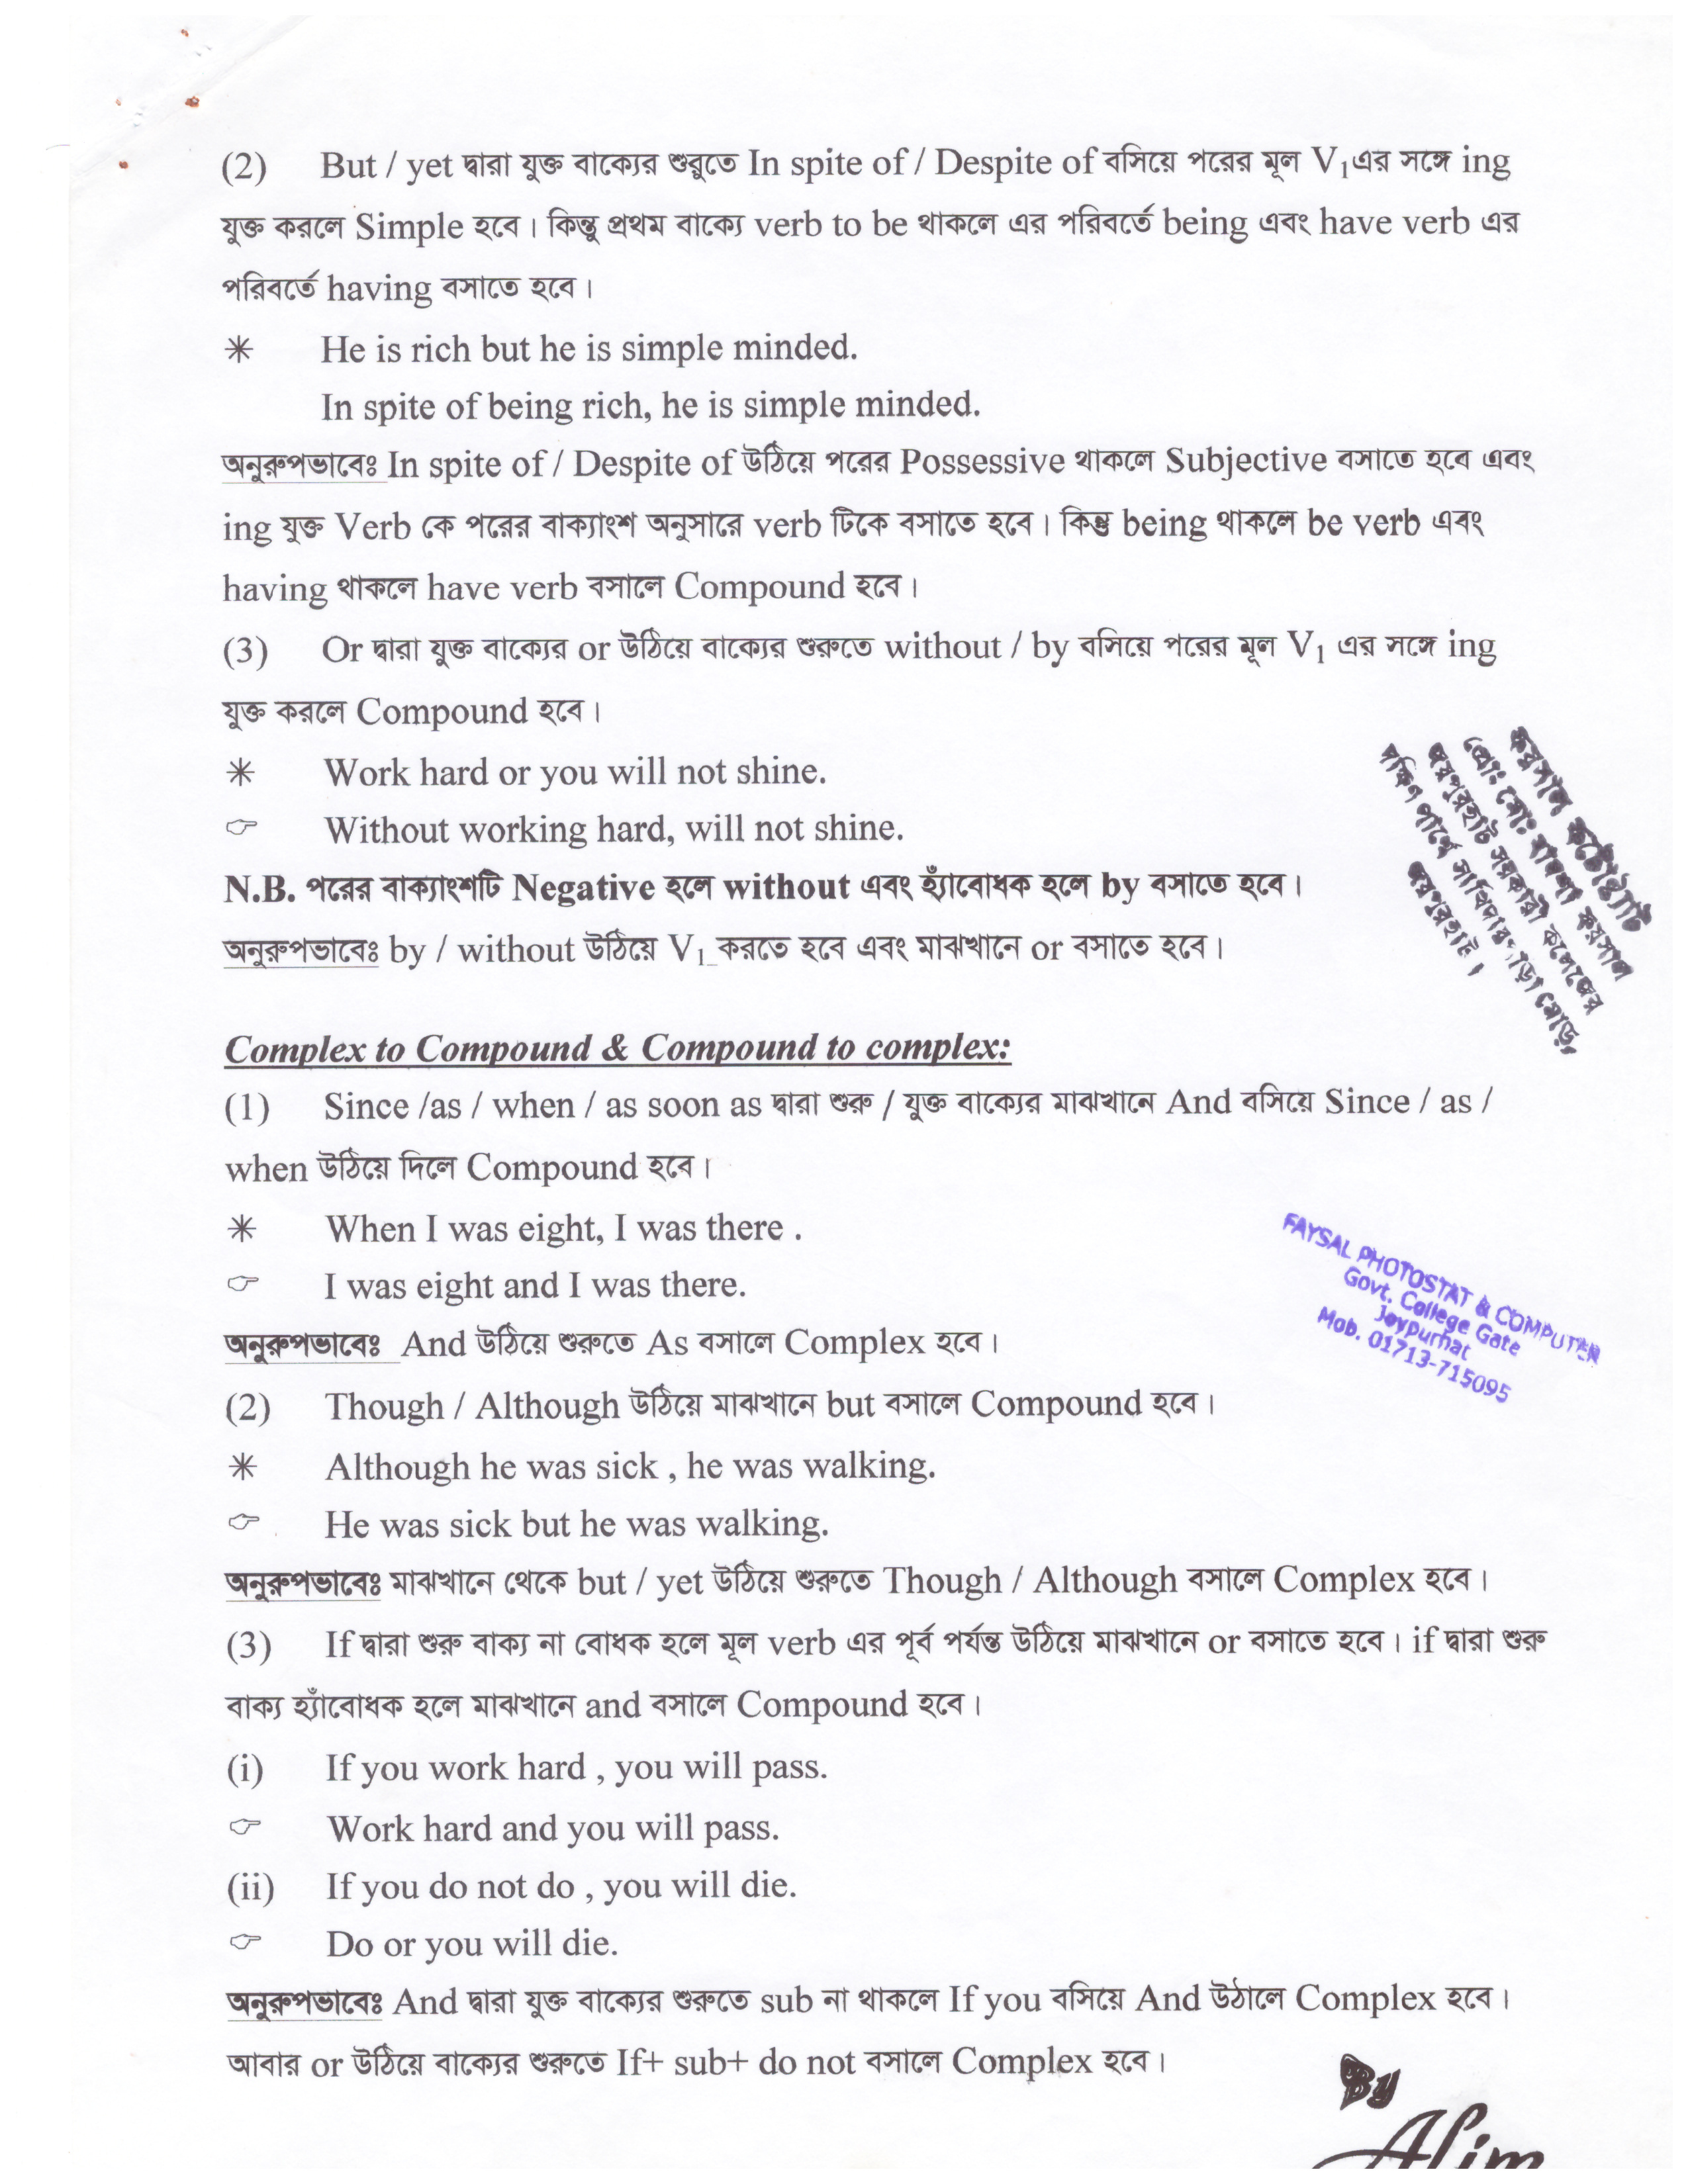 (2) But / yet দ্বারা যুক্ত বাক্যের শুরুতে In spite of / Despite of বসিয়ে পরের মূল V₁এর সঙ্গে ing
যুক্ত করলে Simple হবে। কিন্তু প্রথম বাক্যে verb to be থাকলে এর পরিবর্তে being এবং have verb এর
পরিবর্তে having বসাতে হবে।
✳ He is rich but he is simple minded.
In spite of being rich, he is simple minded.
অনুরুপভাবেঃ In spite of / Despite of উঠিয়ে পরের Possessive থাকলে Subjective বসাতে হবে এবং
ing যুক্ত Verb কে পরের বাক্যাংশ অনুসারে verb টিকে বসাতে হবে। কিন্তু being থাকলে be verb এবং
having থাকলে have verb বসালে Compound হবে।
(3) Or দ্বারা যুক্ত বাক্যের or উঠিয়ে বাক্যের শুরুতে without / by বসিয়ে পরের মূল V₁ এর সঙ্গে ing
যুক্ত করলে Compound হবে।
✳ Work hard or you will not shine.
☞ Without working hard, will not shine.
N.B. পরের বাক্যাংশটি Negative হলে without এবং হ্যাঁবোধক হলে by বসাতে হবে।
অনুরুপভাবেঃ by / without উঠিয়ে V₁ করতে হবে এবং মাঝখানে or বসাতে হবে।
ফয়সাল ফটোষ্ট্যাট
প্রো: মো: বাদশা ফয়সাল
জয়পুরহাট সরকারী কলেজের
দক্ষিণ পার্শ্বে মোড়,
জয়পুরহাট।
Complex to Compound & Compound to complex:
(1) Since /as / when / as soon as দ্বারা শুরু / যুক্ত বাক্যের মাঝখানে And বসিয়ে Since / as /
when উঠিয়ে দিলে Compound হবে।
✳ When I was eight, I was there .
☞ I was eight and I was there.
অনুরুপভাবেঃ And উঠিয়ে শুরুতে As বসালে Complex হবে।
FAYSAL PHOTOSTAT & COMPUTER
Govt. College Gate
Joypurhat
Mob. 01713-715095
(2) Though / Although উঠিয়ে মাঝখানে but বসালে Compound হবে।
✳ Although he was sick , he was walking.
☞ He was sick but he was walking.
অনুরুপভাবেঃ মাঝখানে থেকে but / yet উঠিয়ে শুরুতে Though / Although বসালে Complex হবে।
(3) If দ্বারা শুরু বাক্য না বোধক হলে মূল verb এর পূর্ব পর্যন্ত উঠিয়ে মাঝখানে or বসাতে হবে। if দ্বারা শুরু
বাক্য হ্যাঁবোধক হলে মাঝখানে and বসালে Compound হবে।
(i) If you work hard , you will pass.
☞ Work hard and you will pass.
(ii) If you do not do , you will die.
☞ Do or you will die.
অনুরুপভাবেঃ And দ্বারা যুক্ত বাক্যের শুরুতে sub না থাকলে If you বসিয়ে And উঠালে Complex হবে।
আবার or উঠিয়ে বাক্যের শুরুতে If+ sub+ do not বসালে Complex হবে।
By
Alim